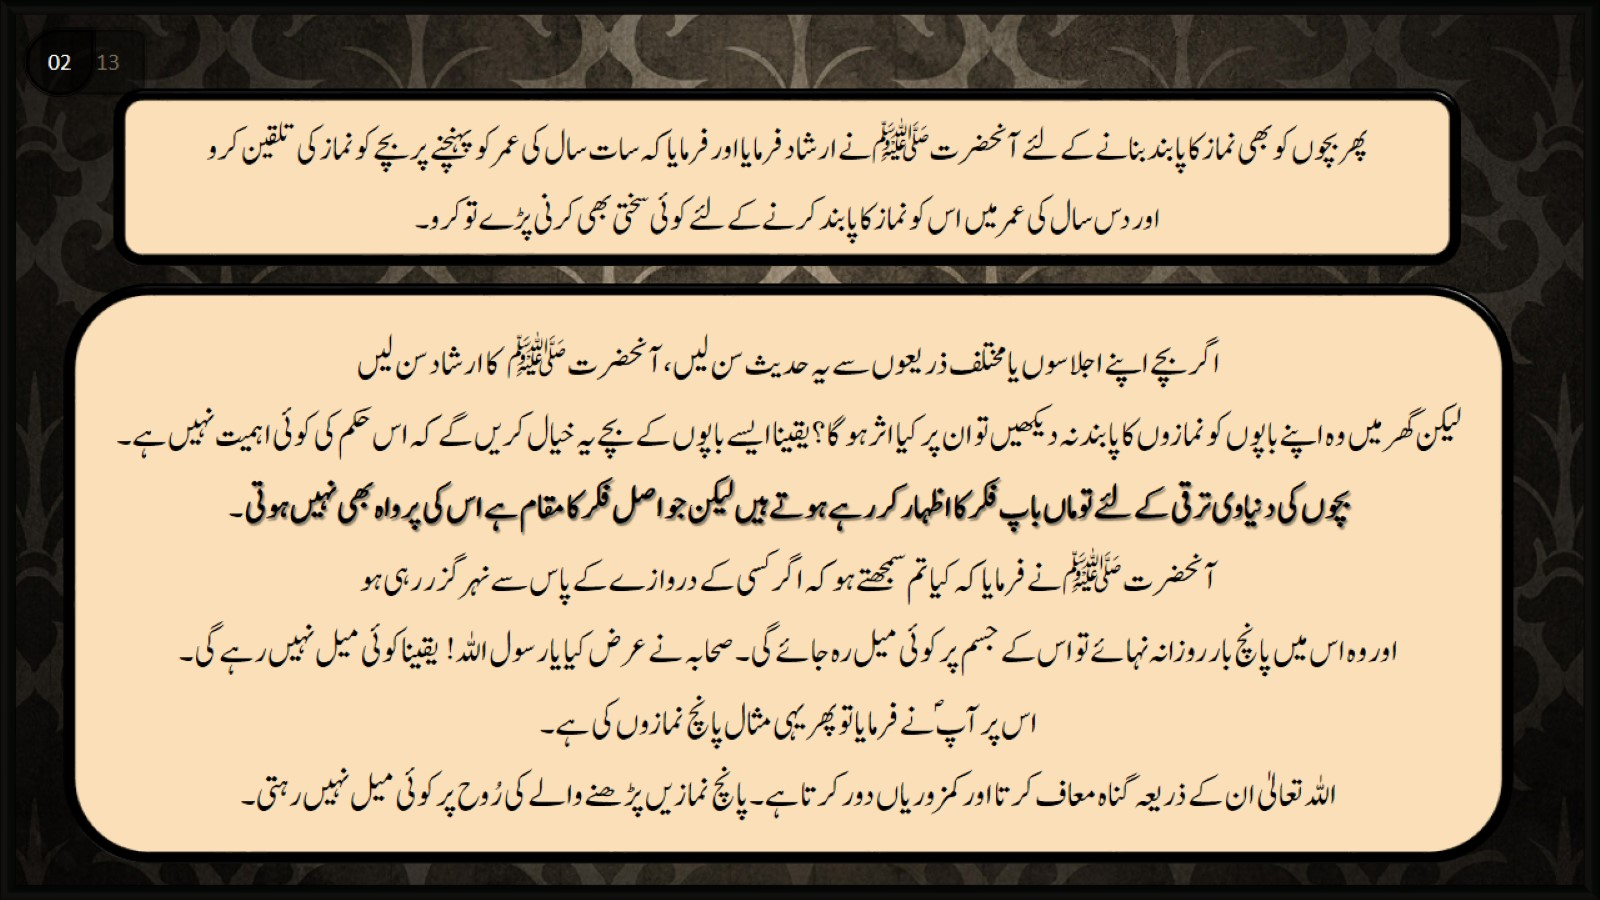 02 13
پھر بچوں کو بھی نماز کا پابند بنانے کے لئے آنحضرت ﷺ نے ارشاد فرمایا اور فرمایا کہ سات سال کی عمر کو پہنچنے پر بچے کو نماز کی تلقین کرو
اور دس سال کی عمر میں اس کو نماز کا پابند کرنے کے لئے کوئی سختی بھی کرنی پڑے تو کرو۔
اگر بچے اپنے اجلاسوں یا مختلف ذریعوں سے یہ حدیث سن لیں، آنحضرت ﷺ کا ارشاد سن لیں
لیکن گھر میں وہ اپنے باپوں کو نمازوں کا پابند نہ دیکھیں تو ان پر کیا اثر ہو گا؟ یقینا ایسے باپوں کے بچے یہ خیال کریں گے کہ اس حکم کی کوئی اہمیت نہیں ہے۔
بچوں کی دنیاوی ترقی کے لئے تو ماں باپ فکر کا اظہار کر رہے ہوتے ہیں لیکن جو اصل فکر کا مقام ہے اس کی پرواہ بھی نہیں ہوتی۔
آنحضرت ﷺ نے فرمایا کہ کیا تم سمجھتے ہو کہ اگر کسی کے دروازے کے پاس سے نہر گزر رہی ہو
اور وہ اس میں پانچ بار روزانہ نہائے تو اس کے جسم پر کوئی میل رہ جائے گی۔ صحابہ نے عرض کیا یا رسول اللہ! یقینا کوئی میل نہیں رہے گی۔
اس پر آپؐ نے فرمایا تو پھر یہی مثال پانچ نمازوں کی ہے۔
اللہ تعالیٰ ان کے ذریعہ گناہ معاف کرتا اور کمزوریاں دور کرتا ہے۔ پانچ نمازیں پڑھنے والے کی رُوح پر کوئی میل نہیں رہتی۔